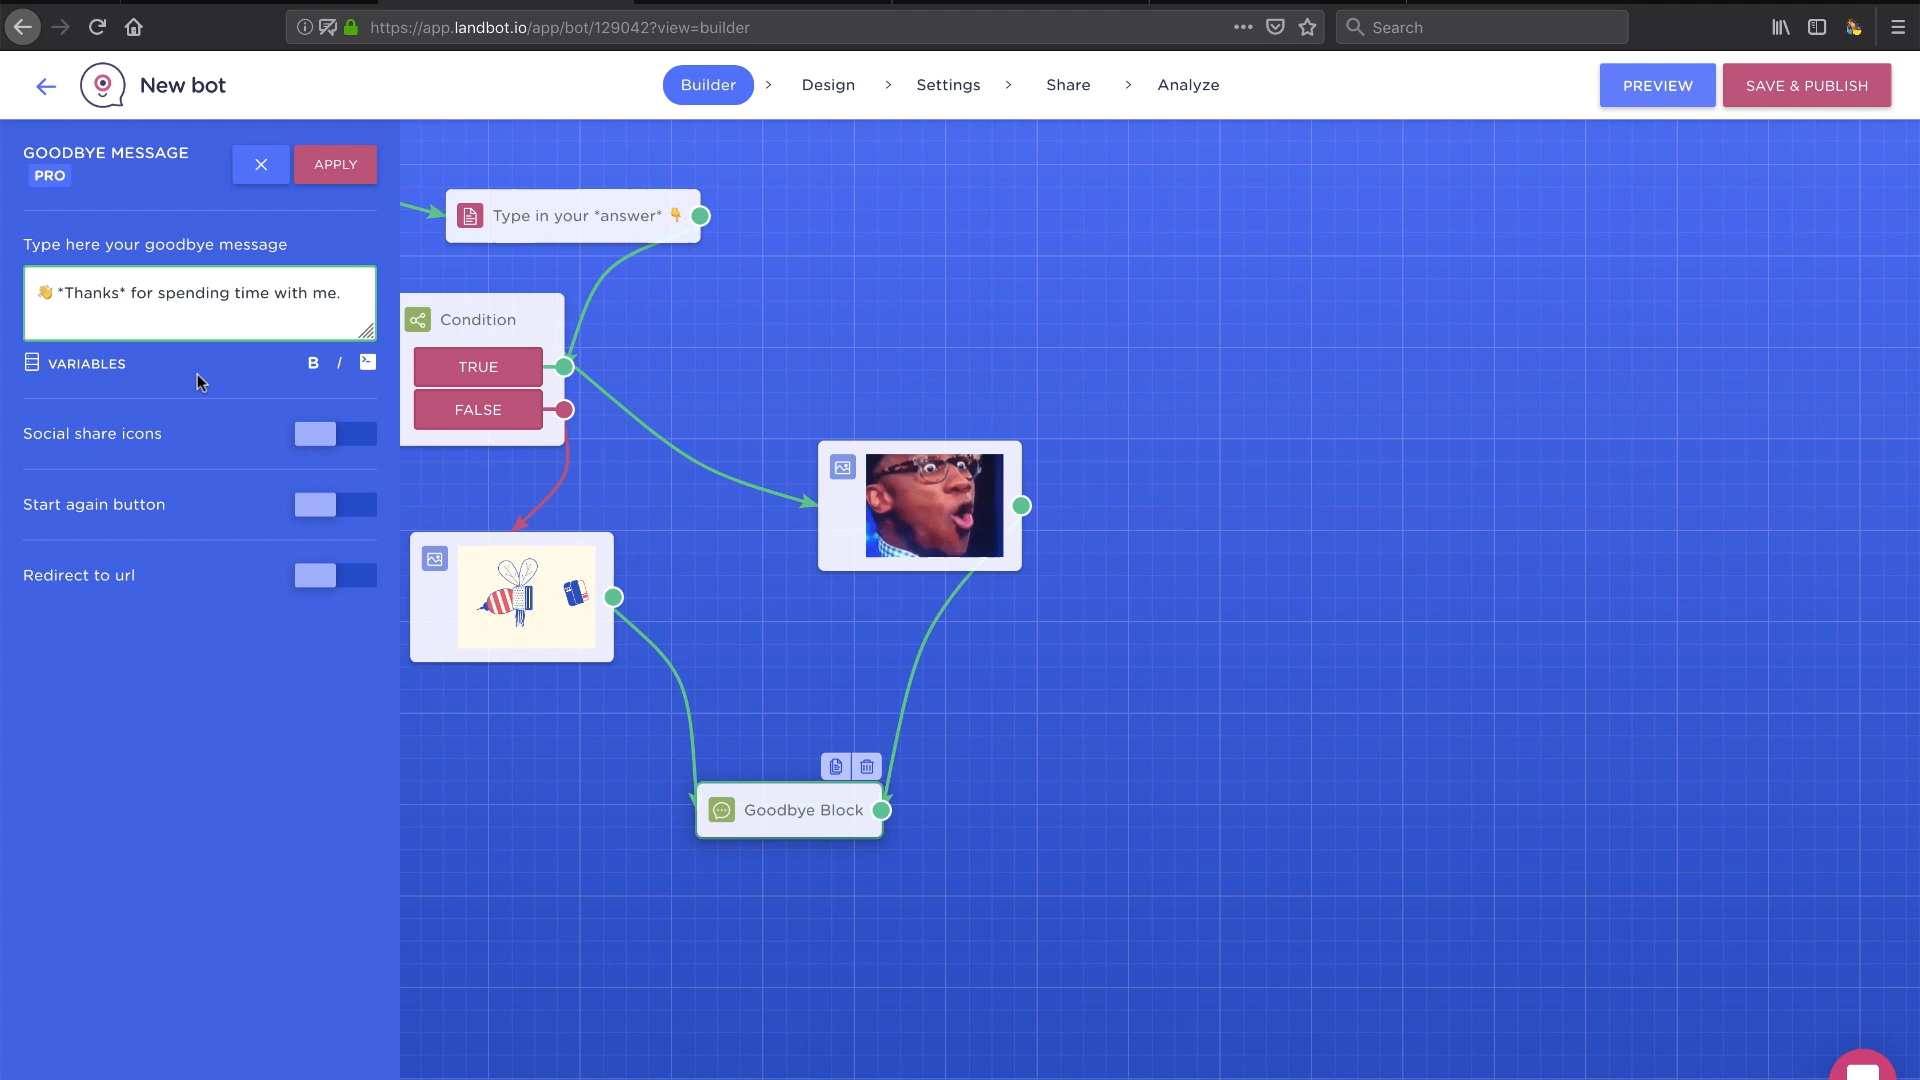 https://app.landbot.io/app/bot/129042?view=builder
Search
New bot
Builder > Design > Settings > Share > Analyze
PREVIEW
SAVE & PUBLISH
GOODBYE MESSAGE
PRO
APPLY
Type here your goodbye message
👋 *Thanks* for spending time with me.
VARIABLES
B I
Social share icons
Start again button
Redirect to url
Type in your *answer* 👇
Condition
TRUE
FALSE
Goodbye Block